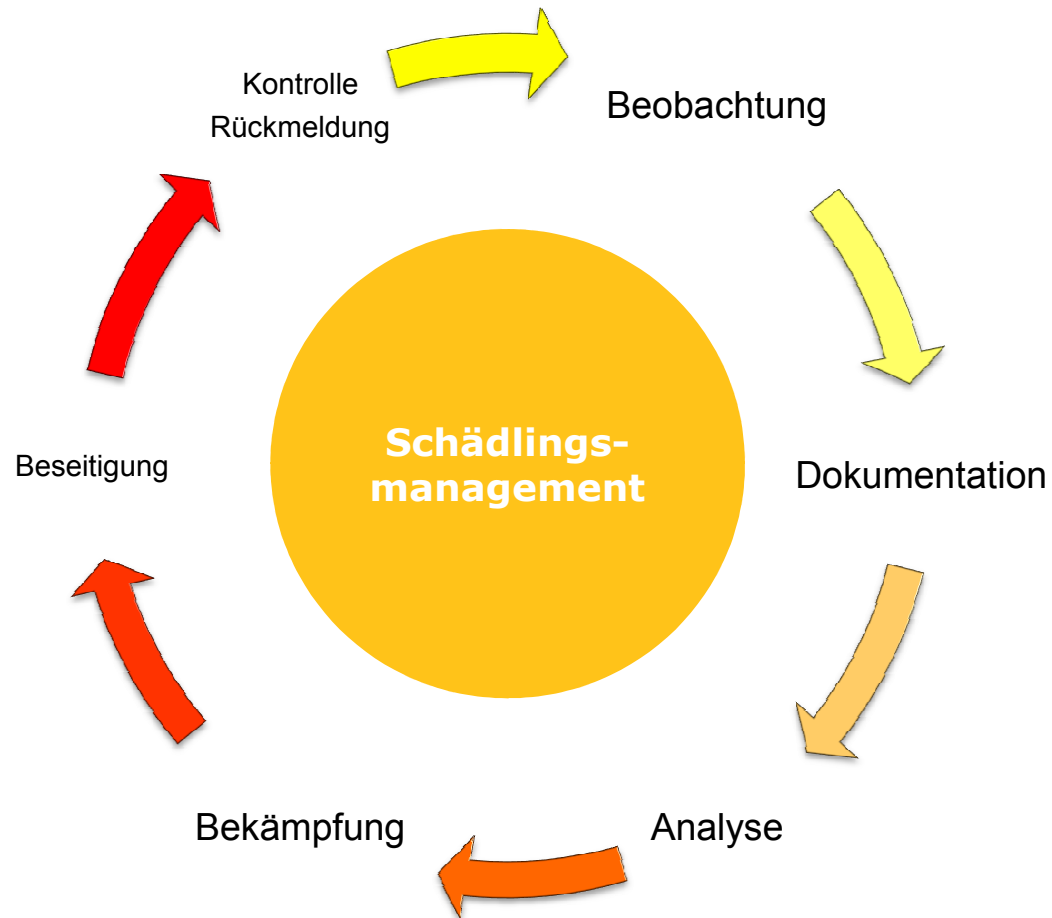 Kontrolle
Rückmeldung
Beobachtung
Dokumentation
Analyse
Bekämpfung
Beseitigung
Schädlings-
management